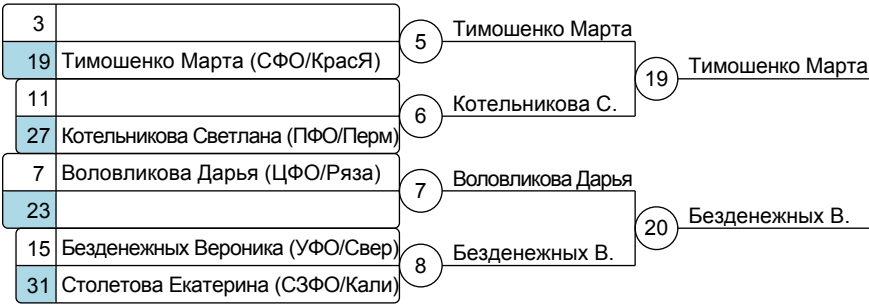 3
19 Тимошенко Марта (СФО/КрасЯ)
11
27 Котельникова Светлана (ПФО/Перм)
7 Воловликова Дарья (ЦФО/Ряза)
23
15 Безденежных Вероника (УФО/Свер)
31 Столетова Екатерина (СЗФО/Кали)
5 Тимошенко Марта
6 Котельникова С.
7 Воловликова Дарья
8 Безденежных В.
19 Тимошенко Марта
20 Безденежных В.